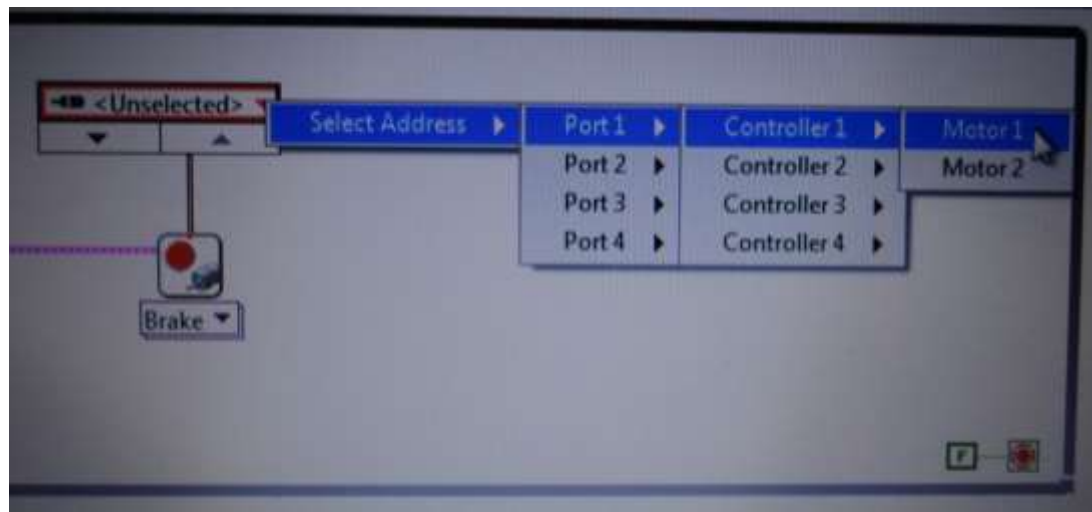 <Unselected>
Select Address
Port 1
Port 2
Port 3
Port 4
Controller 1
Controller 2
Controller 3
Controller 4
Motor 1
Motor 2
Brake
F